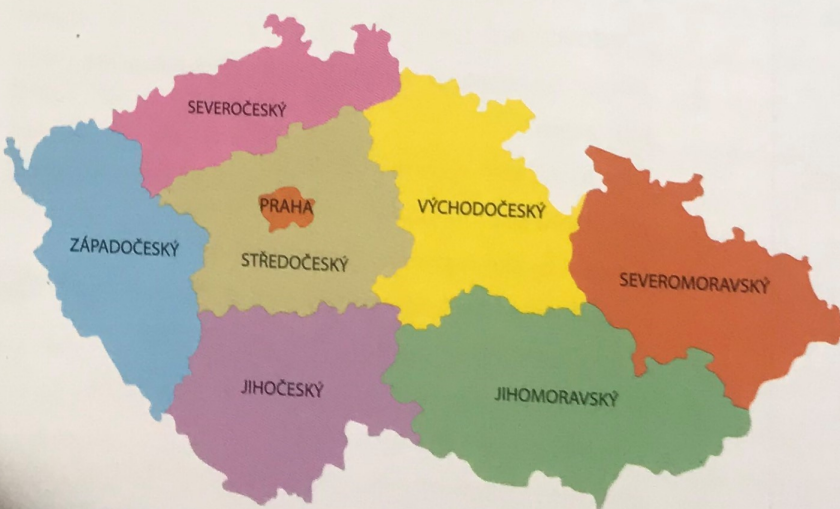 SEVEROČESKÝ
PRAHA
VÝCHODOČESKÝ
ZÁPADOČESKÝ
STŘEDOČESKÝ
SEVEROMORAVSKÝ
JIHOČESKÝ
JIHOMORAVSKÝ